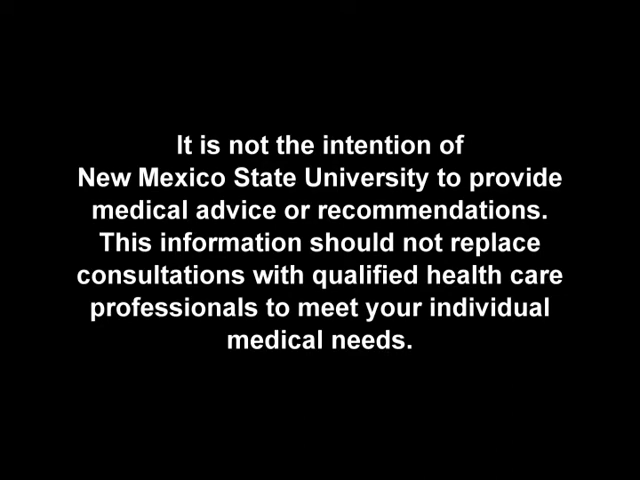 It is not the intention of
New Mexico State University to provide
medical advice or recommendations.
This information should not replace
consultations with qualified health care
professionals to meet your individual
medical needs.